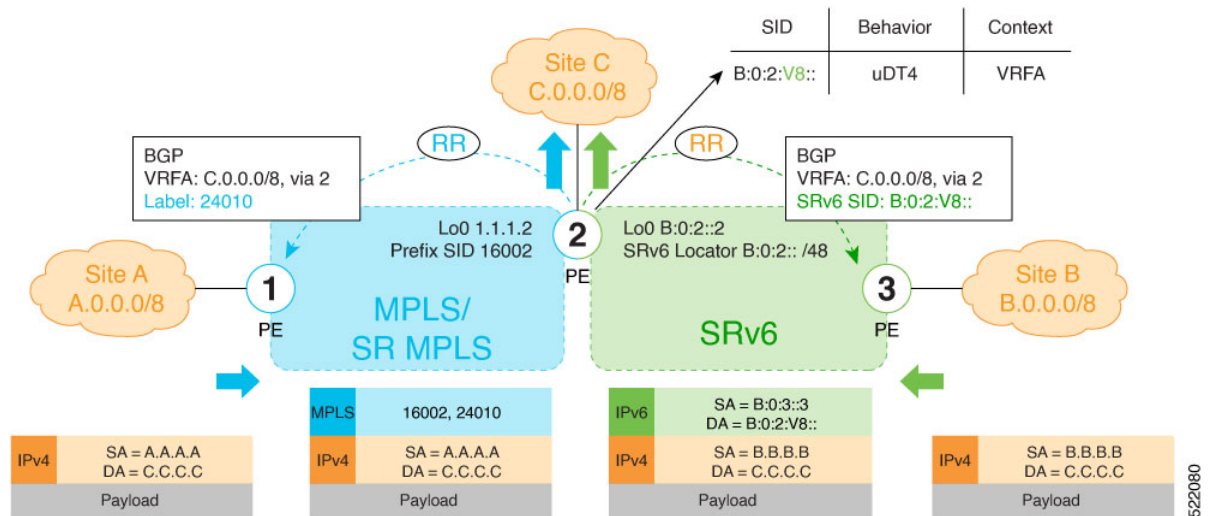 SID Behavior Context
B:0:2:V8:: uDT4 VRFA
Site C
C.0.0.0/8
RR
RR
BGP
VRFA: C.0.0.0/8, via 2
Label: 24010
BGP
VRFA: C.0.0.0/8, via 2
SRv6 SID: B:0:2:V8::
Lo0 1.1.1.2
Prefix SID 16002
2
PE
Lo0 B:0:2::2
SRv6 Locator B:0:2:: /48
Site A
A.0.0.0/8
1
PE
MPLS/
SR MPLS
SRv6
3
PE
Site B
B.0.0.0/8
IPv4
SA = A.A.A.A
DA = C.C.C.C
Payload
MPLS
16002, 24010
IPv4
SA = A.A.A.A
DA = C.C.C.C
Payload
IPv6
SA = B:0:3::3
DA = B:0:2:V8::
IPv4
SA = B.B.B.B
DA = C.C.C.C
Payload
IPv4
SA = B.B.B.B
DA = C.C.C.C
Payload
522080